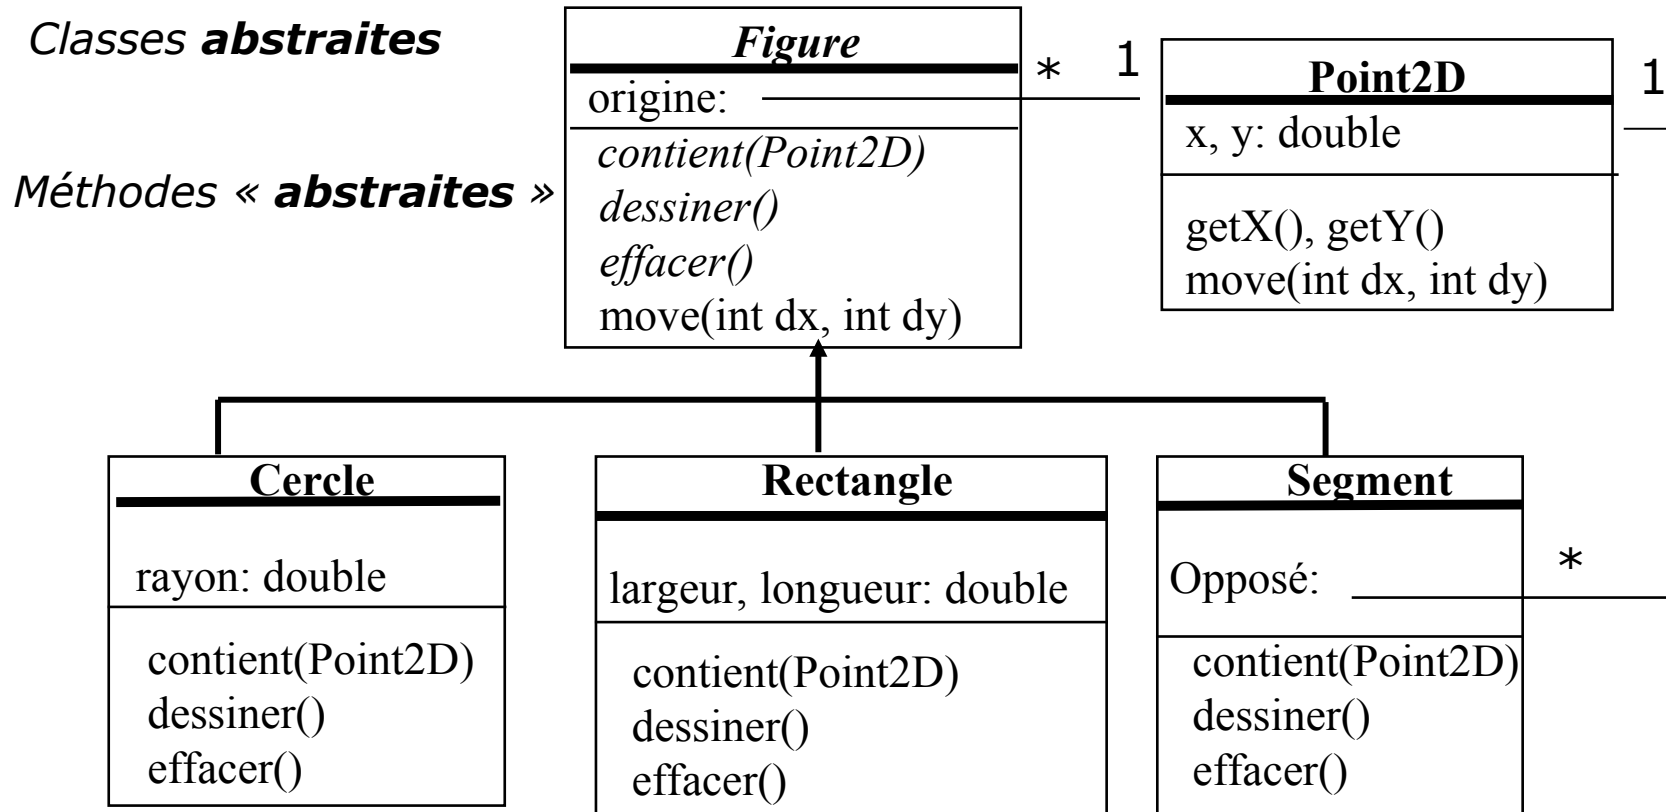 Classes abstraites
Méthodes « abstraites »
Figure
origine:
contient(Point2D)
dessiner()
effacer()
move(int dx, int dy)
* 1
Point2D
x, y: double
getX(), getY()
move(int dx, int dy)
1
Cercle
rayon: double
contient(Point2D)
dessiner()
effacer()
Rectangle
largeur, longueur: double
contient(Point2D)
dessiner()
effacer()
Segment
Opposé:
*
contient(Point2D)
dessiner()
effacer()